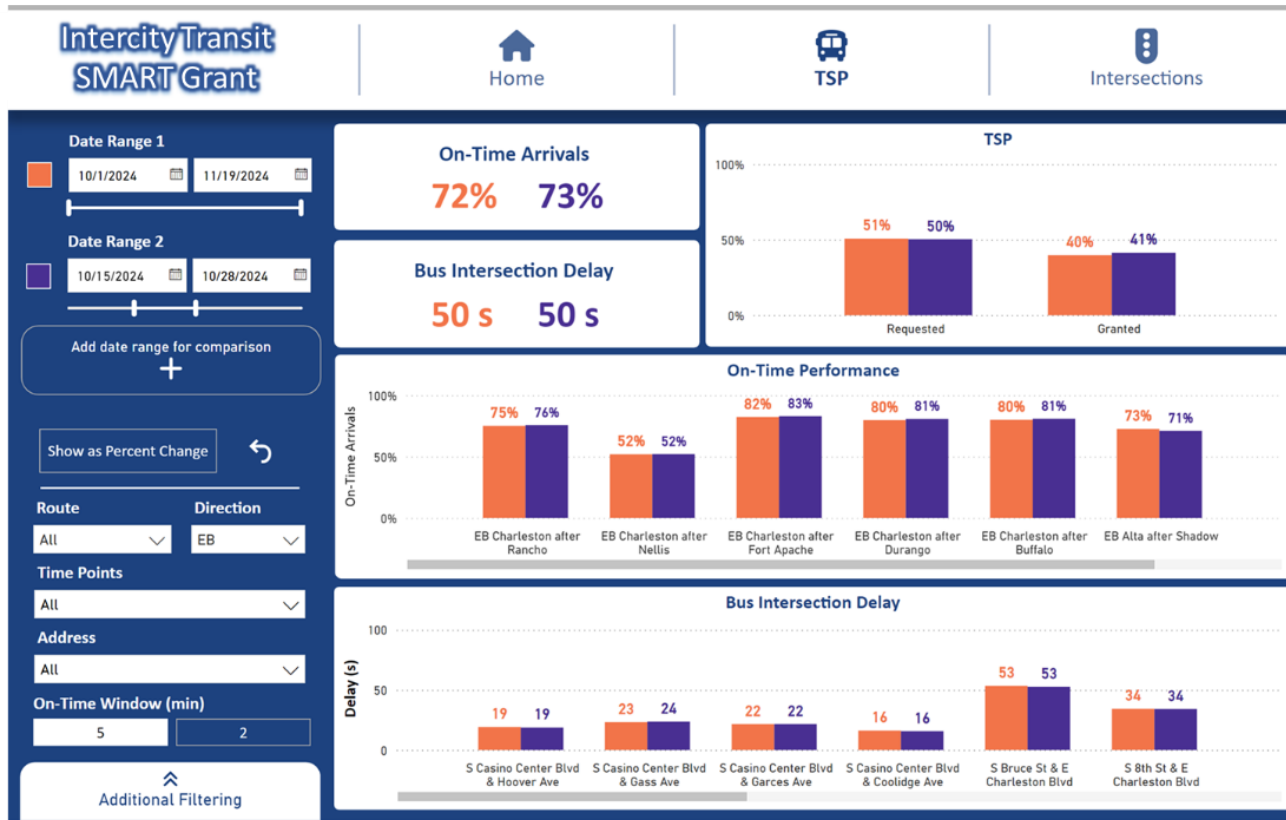 Intercity Transit
SMART Grant
Home
TSP
Intersections
Date Range 1
10/1/2024
11/19/2024
Date Range 2
10/15/2024
10/28/2024
Add date range for comparison
+
Show as Percent Change
Route
Direction
All
EB
Time Points
All
Address
All
On-Time Window (min)
5
2
Additional Filtering
On-Time Arrivals
72% 73%
Bus Intersection Delay
50 s 50 s
TSP
100%
50%
0%
51% 50%
40% 41%
Requested
Granted
On-Time Performance
On-Time Arrivals
100%
50%
0%
75% 76%
52% 52%
82% 83%
80% 81%
80% 81%
73% 71%
EB Charleston after
Rancho
EB Charleston after
Nellis
EB Charleston after
Fort Apache
EB Charleston after
Durango
EB Charleston after
Buffalo
EB Alta after Shadow
Bus Intersection Delay
Delay (s)
100
50
0
19 19
23 24
22 22
16 16
53 53
34 34
S Casino Center Blvd
& Hoover Ave
S Casino Center Blvd
& Gass Ave
S Casino Center Blvd
& Garces Ave
S Casino Center Blvd
& Coolidge Ave
S Bruce St & E
Charleston Blvd
S 8th St & E
Charleston Blvd